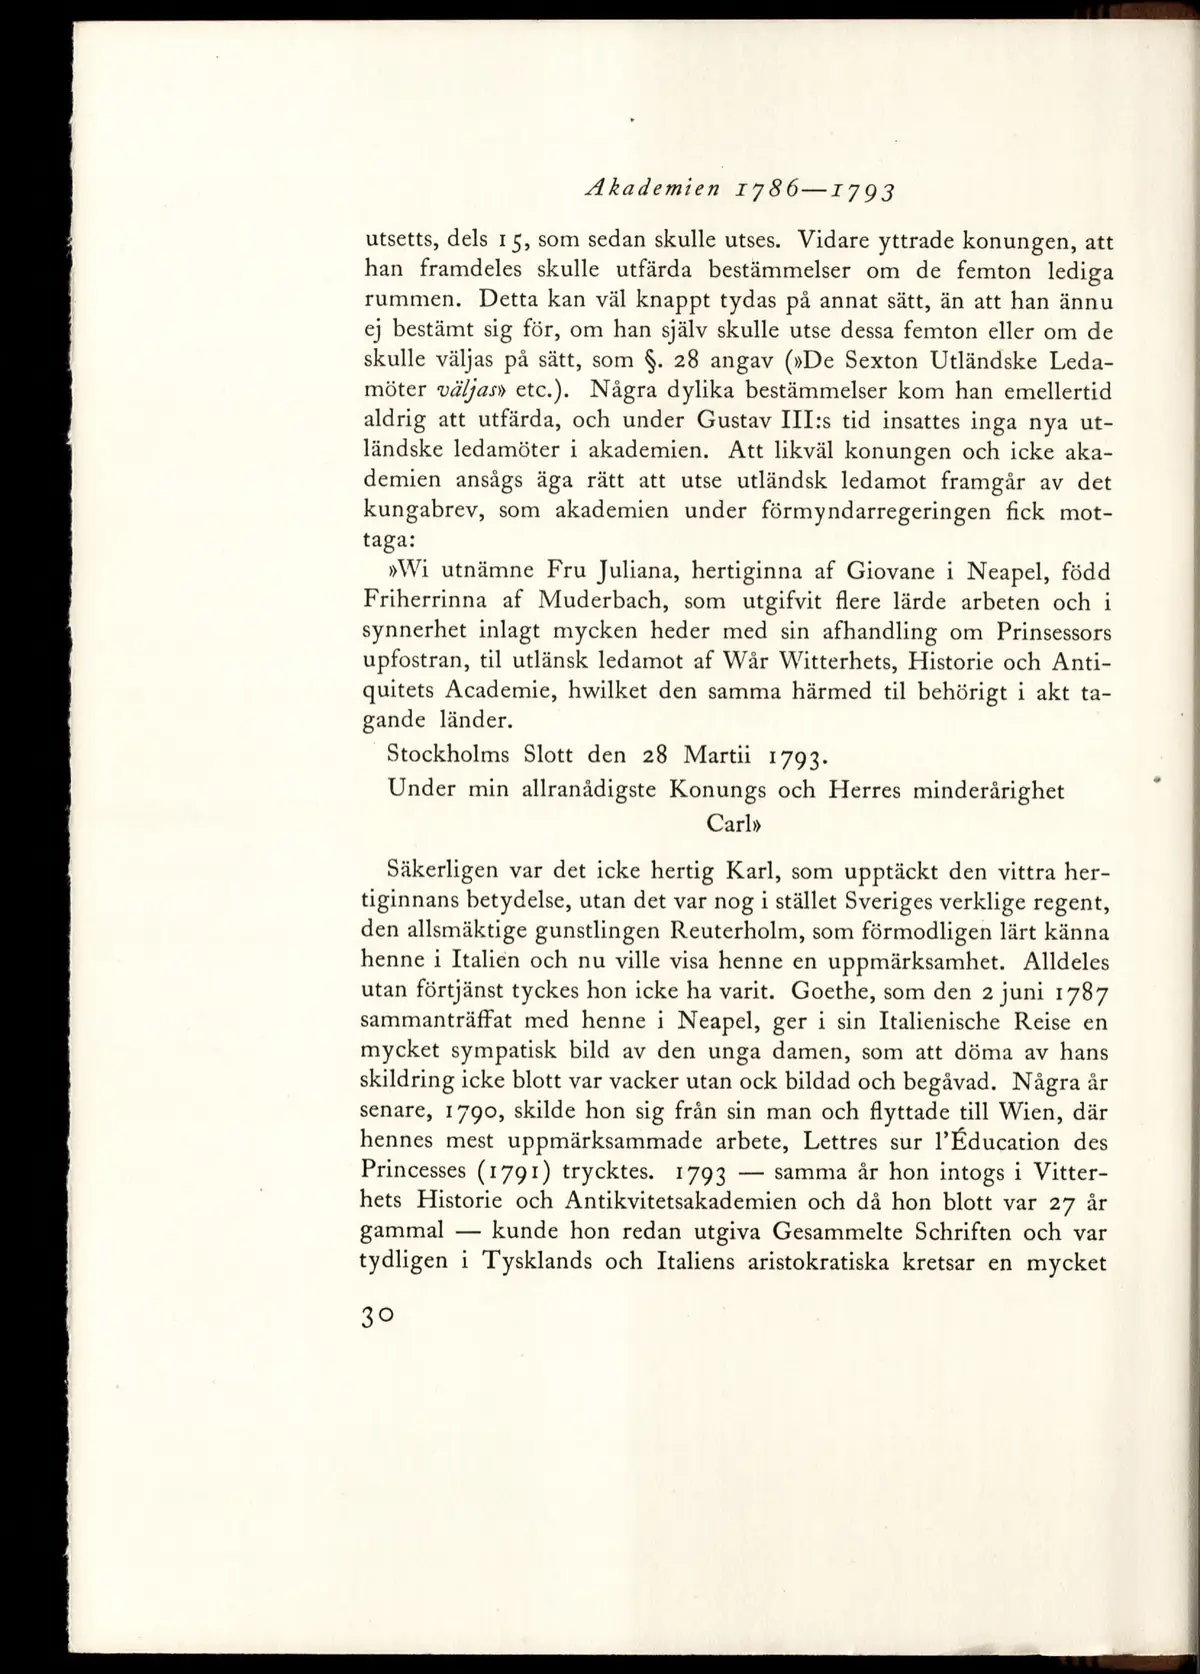 Akademien 1786—1793
utsetts, dels 15, som sedan skulle utses. Vidare yttrade konungen, att
han framdeles skulle utfärda bestämmelser om de femton lediga
rummen. Detta kan väl knappt tydas på annat sätt, än att han ännu
ej bestämt sig för, om han själv skulle utse dessa femton eller om de
skulle väljas på sätt, som §. 28 angav (»De Sexton Utländske Leda-
möter väljas» etc.). Några dylika bestämmelser kom han emellertid
aldrig att utfärda, och under Gustav III:s tid insattes inga nya ut-
ländske ledamöter i akademien. Att likväl konungen och icke aka-
demien ansågs äga rätt att utse utländsk ledamot framgår av det
kungabrev, som akademien under förmyndarregeringen fick mot-
taga:
»Wi utnämne Fru Juliana, hertiginna af Giovane i Neapel, född
Friherrinna af Muderbach, som utgifvit flere lärde arbeten och i
synnerhet inlagt mycken heder med sin afhandling om Prinsessors
upfostran, til utlänsk ledamot af Wår Witterhets, Historie och Anti-
quitets Academie, hwilket den samma härmed til behörigt i akt ta-
gande länder.
Stockholms Slott den 28 Martii 1793.
Under min allranådigste Konungs och Herres minderårighet
Carl»
Säkerligen var det icke hertig Karl, som upptäckt den vittra her-
tiginnans betydelse, utan det var nog i stället Sveriges verklige regent,
den allsmäktige gunstlingen Reuterholm, som förmodligen lärt känna
henne i Italien och nu ville visa henne en uppmärksamhet. Alldeles
utan förtjänst tyckes hon icke ha varit. Goethe, som den 2 juni 1787
sammanträffat med henne i Neapel, ger i sin Italienische Reise en
mycket sympatisk bild av den unga damen, som att döma av hans
skildring icke blott var vacker utan ock bildad och begåvad. Några år
senare, 1790, skilde hon sig från sin man och flyttade till Wien, där
hennes mest uppmärksammade arbete, Lettres sur l'Éducation des
Princesses (1791) trycktes. 1793 — samma år hon intogs i Vitter-
hets Historie och Antikvitetsakademien och då hon blott var 27 år
gammal — kunde hon redan utgiva Gesammelte Schriften och var
tydligen i Tysklands och Italiens aristokratiska kretsar en mycket
30